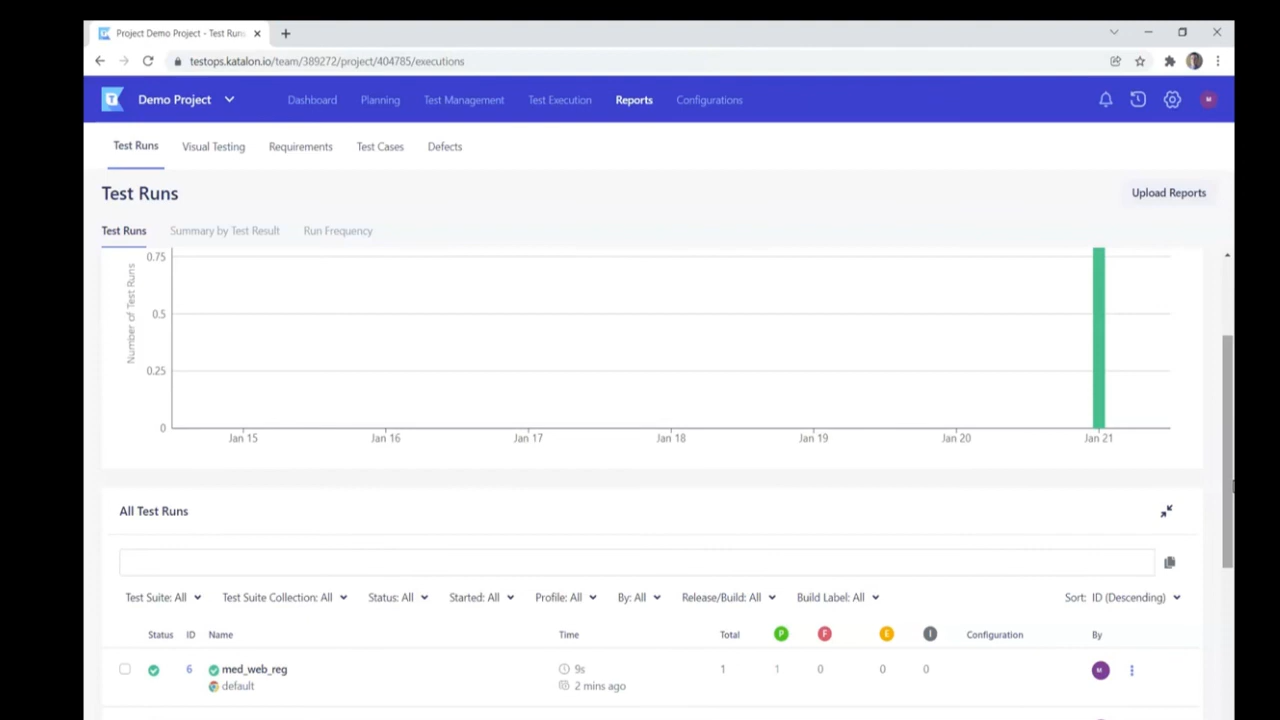 Project Demo Project - Test Runs
testops.katalon.io/team/389272/project/404785/executions
T Demo Project Dashboard Planning Test Management Test Execution Reports Configurations M
Test Runs Visual Testing Requirements Test Cases Defects
Test Runs Upload Reports
Test Runs Summary by Test Result Run Frequency
Number of Test Runs
0.75
0.5
0.25
0
Jan 15 Jan 16 Jan 17 Jan 18 Jan 19 Jan 20 Jan 21
All Test Runs
Test Suite: All Test Suite Collection: All Status: All Started: All Profile: All By: All Release/Build: All Build Label: All Sort: ID (Descending)
Status ID Name Time Total P F E I Configuration By
6 med_web_reg 9s 1 1 0 0 0 M
default 2 mins ago